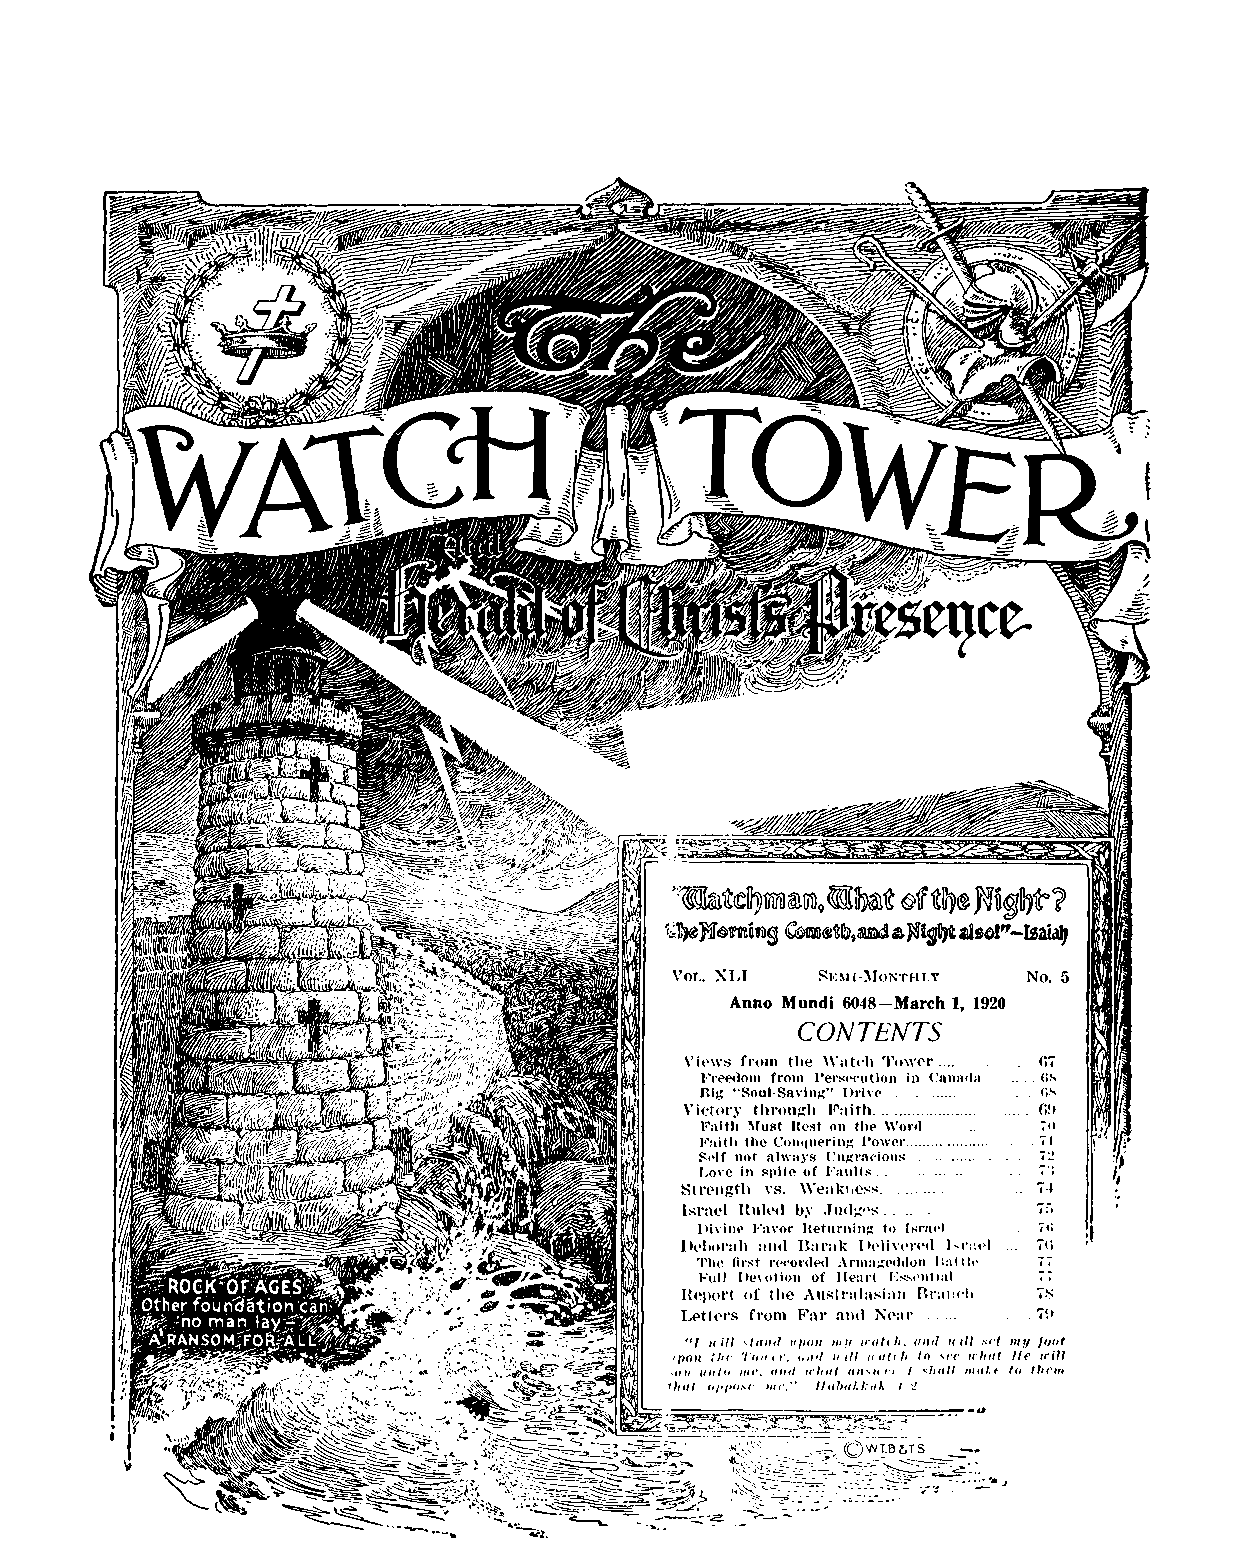 The
WATCH TOWER
And
Herald of Christ's Presence
"Watchman, What of the Night?
The Morning Cometh, and a Night also!"—Isaiah
VOL. XLI SEMI-MONTHLY No. 5
Anno Mundi 6048—March 1, 1920
CONTENTS
Views from the Watch Tower .... 67
Freedom from Persecution in Canada .... 68
Big "Soul-Saving" Drive ...... 68
Victory through Faith........................ 69
Faith Must Rest on the Word .. 70
Faith the Conquering Power.................. 71
Self not always Ungracious ........ 72
Love in spite of Faults ........ 73
Strength vs. Weakness......... 74
Israel Ruled by Judges..... 75
Divine Favor Returning to Israel . 76
Deborah and Barak Delivered Israel ... 76
The first recorded Armageddon Battle 77
Full Devotion of Heart Essential 77
Report of the Australasian Branch 78
Letters from Far and Near ..... 79
"I will stand upon my watch, and will set my foot
upon the Tower, and will watch to see what He will
say unto me, and what answer I shall make to them
that oppose me." Habakkuk
ROCK OF AGES
Other foundation can
no man lay—
A RANSOM FOR ALL
© W.T.B.&T.S.